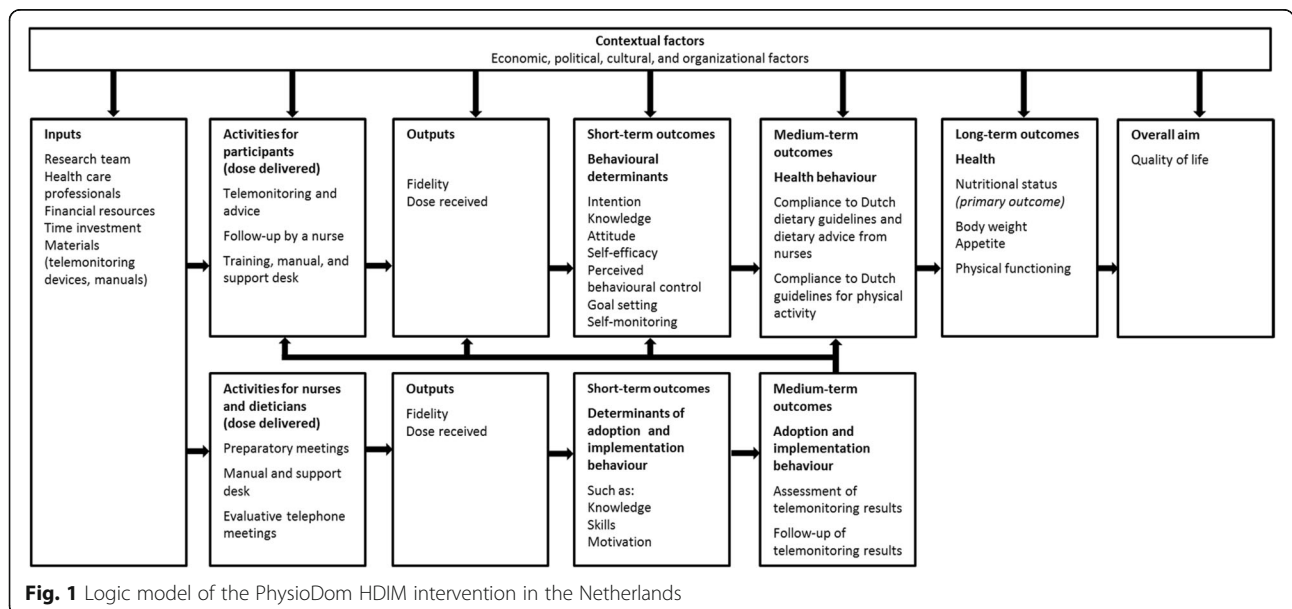 Contextual factors
Economic, political, cultural, and organizational factors
Inputs
Research team
Health care
professionals
Financial resources
Time investment
Materials
(telemonitoring
devices, manuals)
Activities for
participants
(dose delivered)
Telemonitoring and
advice
Follow-up by a nurse
Training, manual, and
support desk
Outputs
Fidelity
Dose received
Short-term outcomes
Behavioural
determinants
Intention
Knowledge
Attitude
Self-efficacy
Perceived
behavioural control
Goal setting
Self-monitoring
Medium-term
outcomes
Health behaviour
Compliance to Dutch
dietary guidelines and
dietary advice from
nurses
Compliance to Dutch
guidelines for physical
activity
Long-term outcomes
Health
Nutritional status
(primary outcome)
Body weight
Appetite
Physical functioning
Overall aim
Quality of life
Activities for nurses
and dieticians
(dose delivered)
Preparatory meetings
Manual and support
desk
Evaluative telephone
meetings
Outputs
Fidelity
Dose received
Short-term outcomes
Determinants of
adoption and
implementation
behaviour
Such as:
Knowledge
Skills
Motivation
Medium-term
outcomes
Adoption and
implementation
behaviour
Assessment of
telemonitoring results
Follow-up of
telemonitoring results
Fig. 1 Logic model of the PhysioDom HDIM intervention in the Netherlands